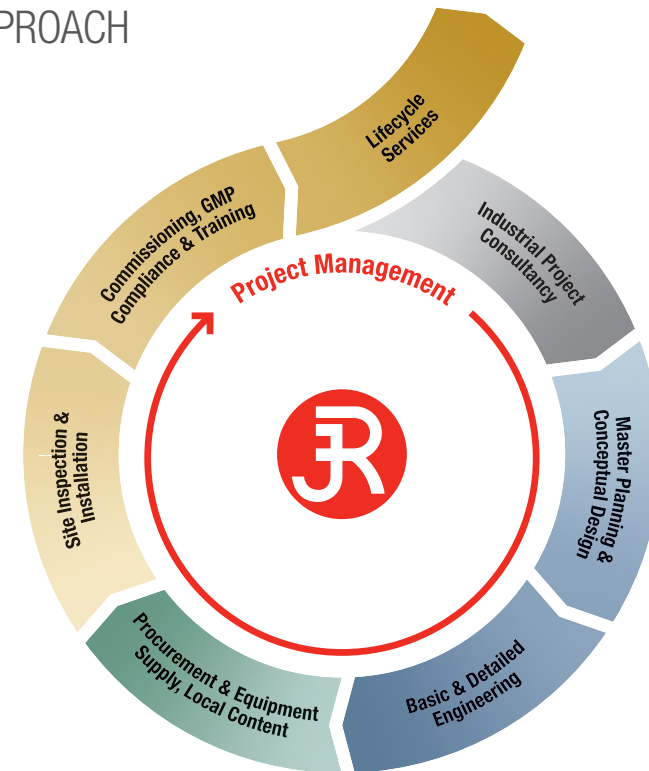 PROACH
Lifecycle
Services
Industrial Project
Consultancy
Master Planning &
Conceptual Design
Basic & Detailed
Engineering
Procurement & Equipment
Supply, Local Content
Site Inspection &
Installation
Commissioning, GMP
Compliance & Training
Project Management
JR